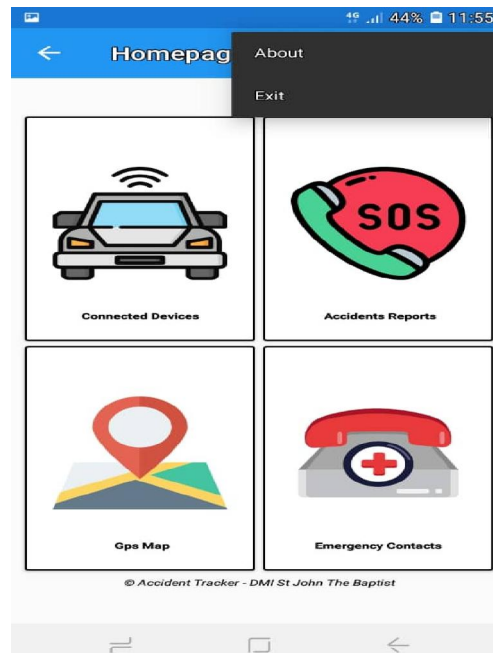 4G 44% 11:55
Homepag
About
Exit
SOS
Connected Devices
Accidents Reports
Gps Map
Emergency Contacts
© Accident Tracker - DMI St John The Baptist